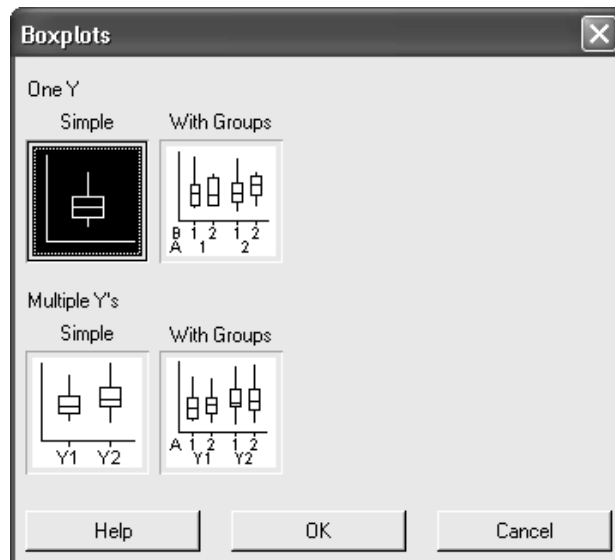 Boxplots
One Y
Simple With Groups
B 1 2 1 2
A 1 2
Multiple Y's
Simple With Groups
Y1 Y2
A 1 2 1 2
Y1 Y2
Help OK Cancel